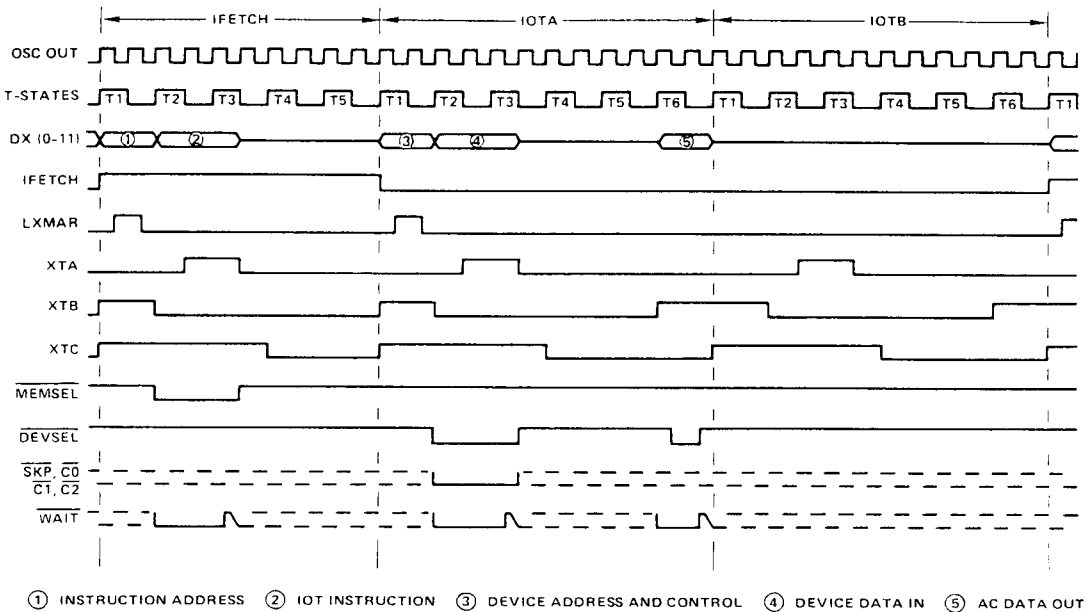 IFETCH IOTA IOTB
OSC OUT
T-STATES T1 T2 T3 T4 T5 T1 T2 T3 T4 T5 T6 T1 T2 T3 T4 T5 T6 T1
DX (0-11) ① ② ③ ④ ⑤
IFETCH
LXMAR
XTA
XTB
XTC
MEMSEL
DEVSEL
SKP, C0
C1, C2
WAIT
① INSTRUCTION ADDRESS ② IOT INSTRUCTION ③ DEVICE ADDRESS AND CONTROL ④ DEVICE DATA IN ⑤ AC DATA OUT